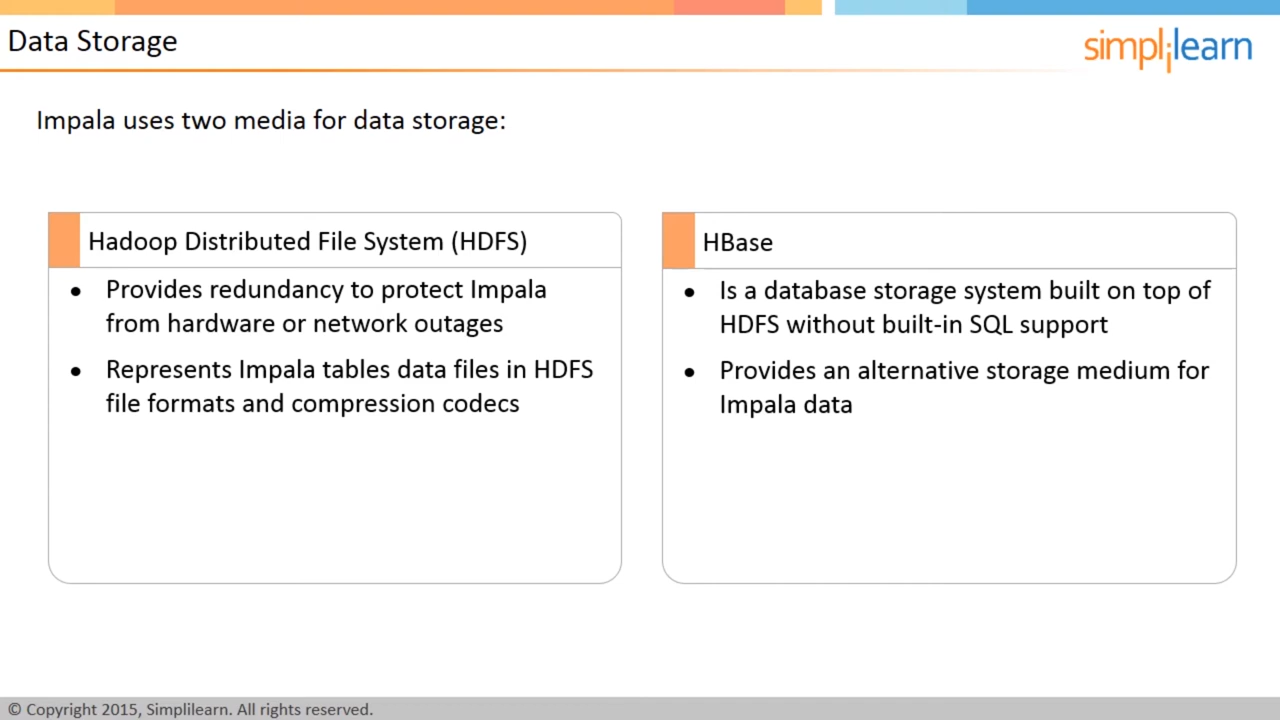 Data Storage
simplilearn
Impala uses two media for data storage:
Hadoop Distributed File System (HDFS)
● Provides redundancy to protect Impala
from hardware or network outages
● Represents Impala tables data files in HDFS
file formats and compression codecs
HBase
● Is a database storage system built on top of
HDFS without built-in SQL support
● Provides an alternative storage medium for
Impala data
© Copyright 2015, Simplilearn. All rights reserved.